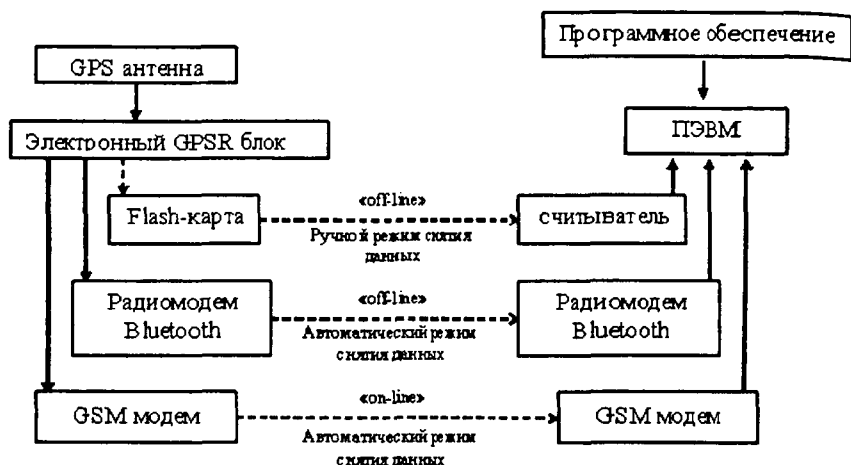 Программное обеспечение
GPS антенна
Электронный GPSR блок
ПЭВМ
«off-line»
Flash-карта
считыватель
Ручной режим снятия
данных
«off-line»
Радиомодем
Bluetooth
Радиомодем
Bluetooth
Автоматический режим
снятия данных
«on-line»
GSM модем
GSM модем
Автоматический режим
снятия данных